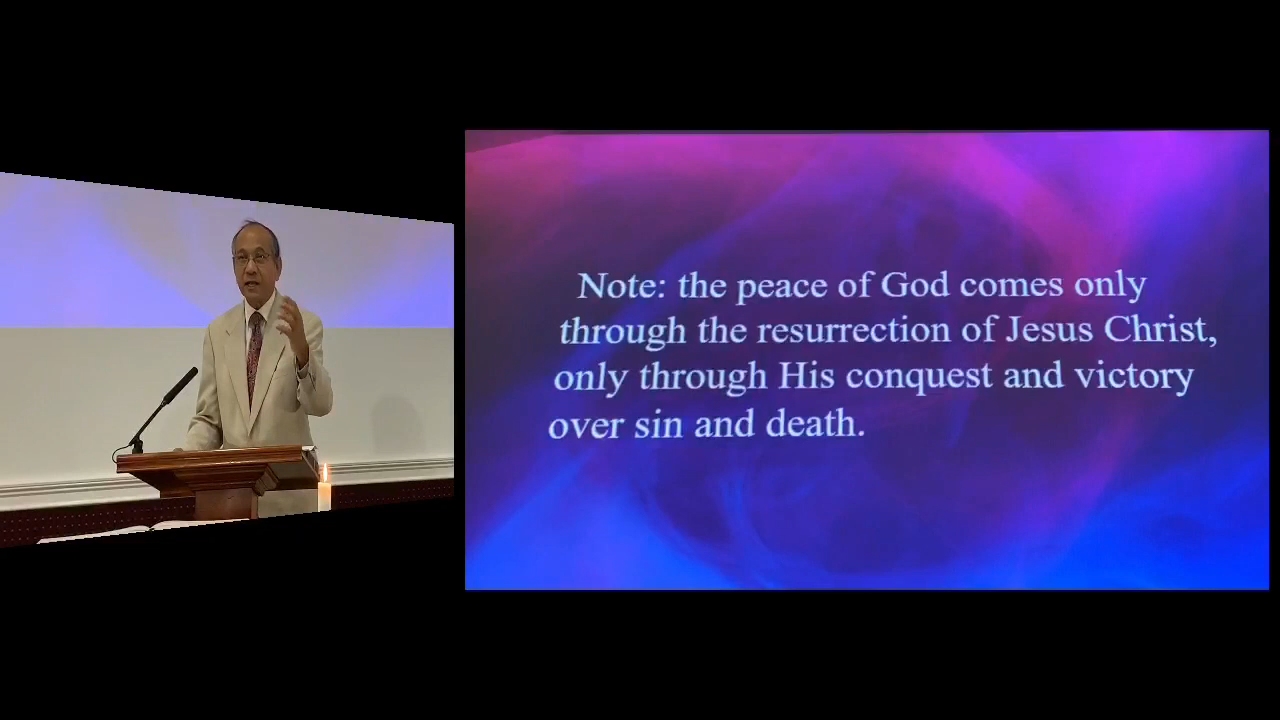 Note: the peace of God comes only
through the resurrection of Jesus Christ,
only through His conquest and victory
over sin and death.